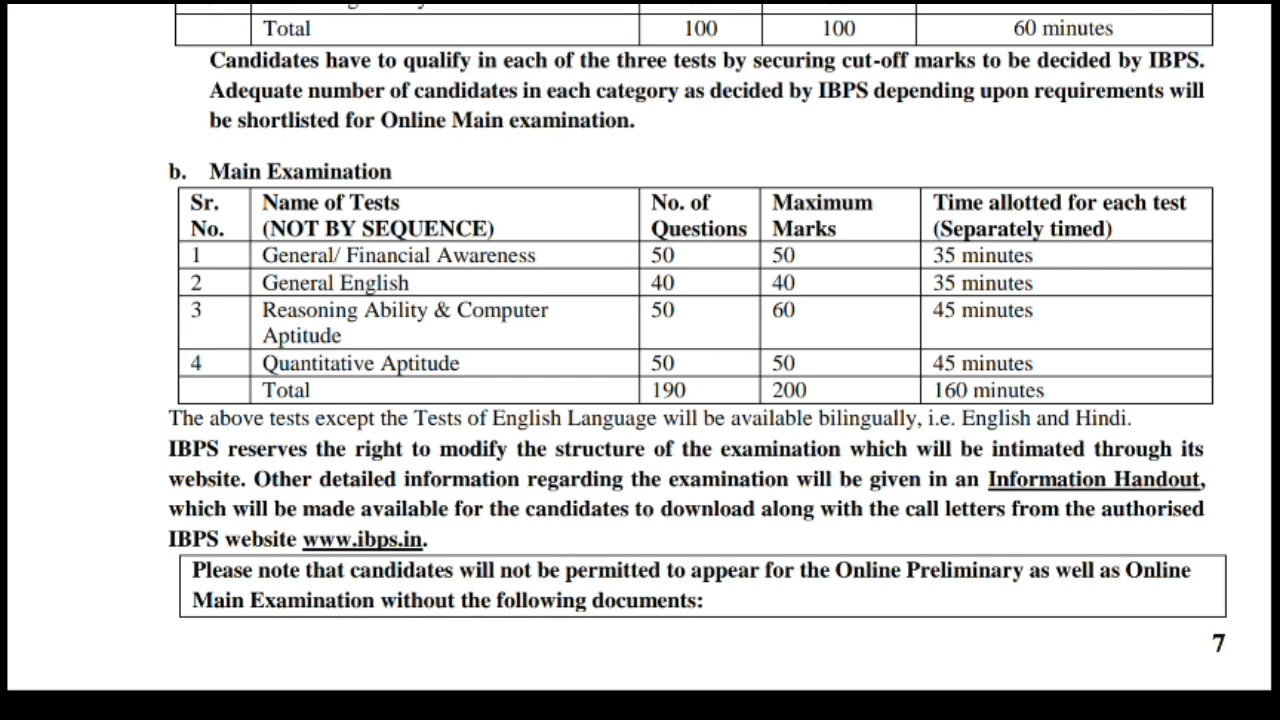 Total 100 100 60 minutes
Candidates have to qualify in each of the three tests by securing cut-off marks to be decided by IBPS.
Adequate number of candidates in each category as decided by IBPS depending upon requirements will
be shortlisted for Online Main examination.
b. Main Examination
Sr. Name of Tests No. of Maximum Time allotted for each test
No. (NOT BY SEQUENCE) Questions Marks (Separately timed)
1 General/ Financial Awareness 50 50 35 minutes
2 General English 40 40 35 minutes
3 Reasoning Ability & Computer 50 60 45 minutes
Aptitude
4 Quantitative Aptitude 50 50 45 minutes
Total 190 200 160 minutes
The above tests except the Tests of English Language will be available bilingually, i.e. English and Hindi.
IBPS reserves the right to modify the structure of the examination which will be intimated through its
website. Other detailed information regarding the examination will be given in an Information Handout,
which will be made available for the candidates to download along with the call letters from the authorised
IBPS website www.ibps.in.
Please note that candidates will not be permitted to appear for the Online Preliminary as well as Online
Main Examination without the following documents:
7